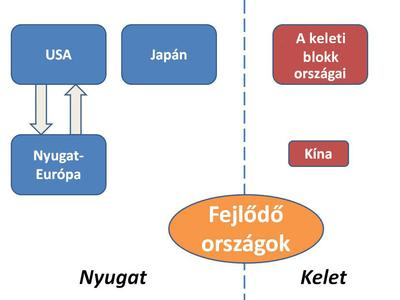 USA
Japán
A keleti
blokk
országai
Nyugat-
Európa
Kína
Fejlődő
országok
Nyugat
Kelet